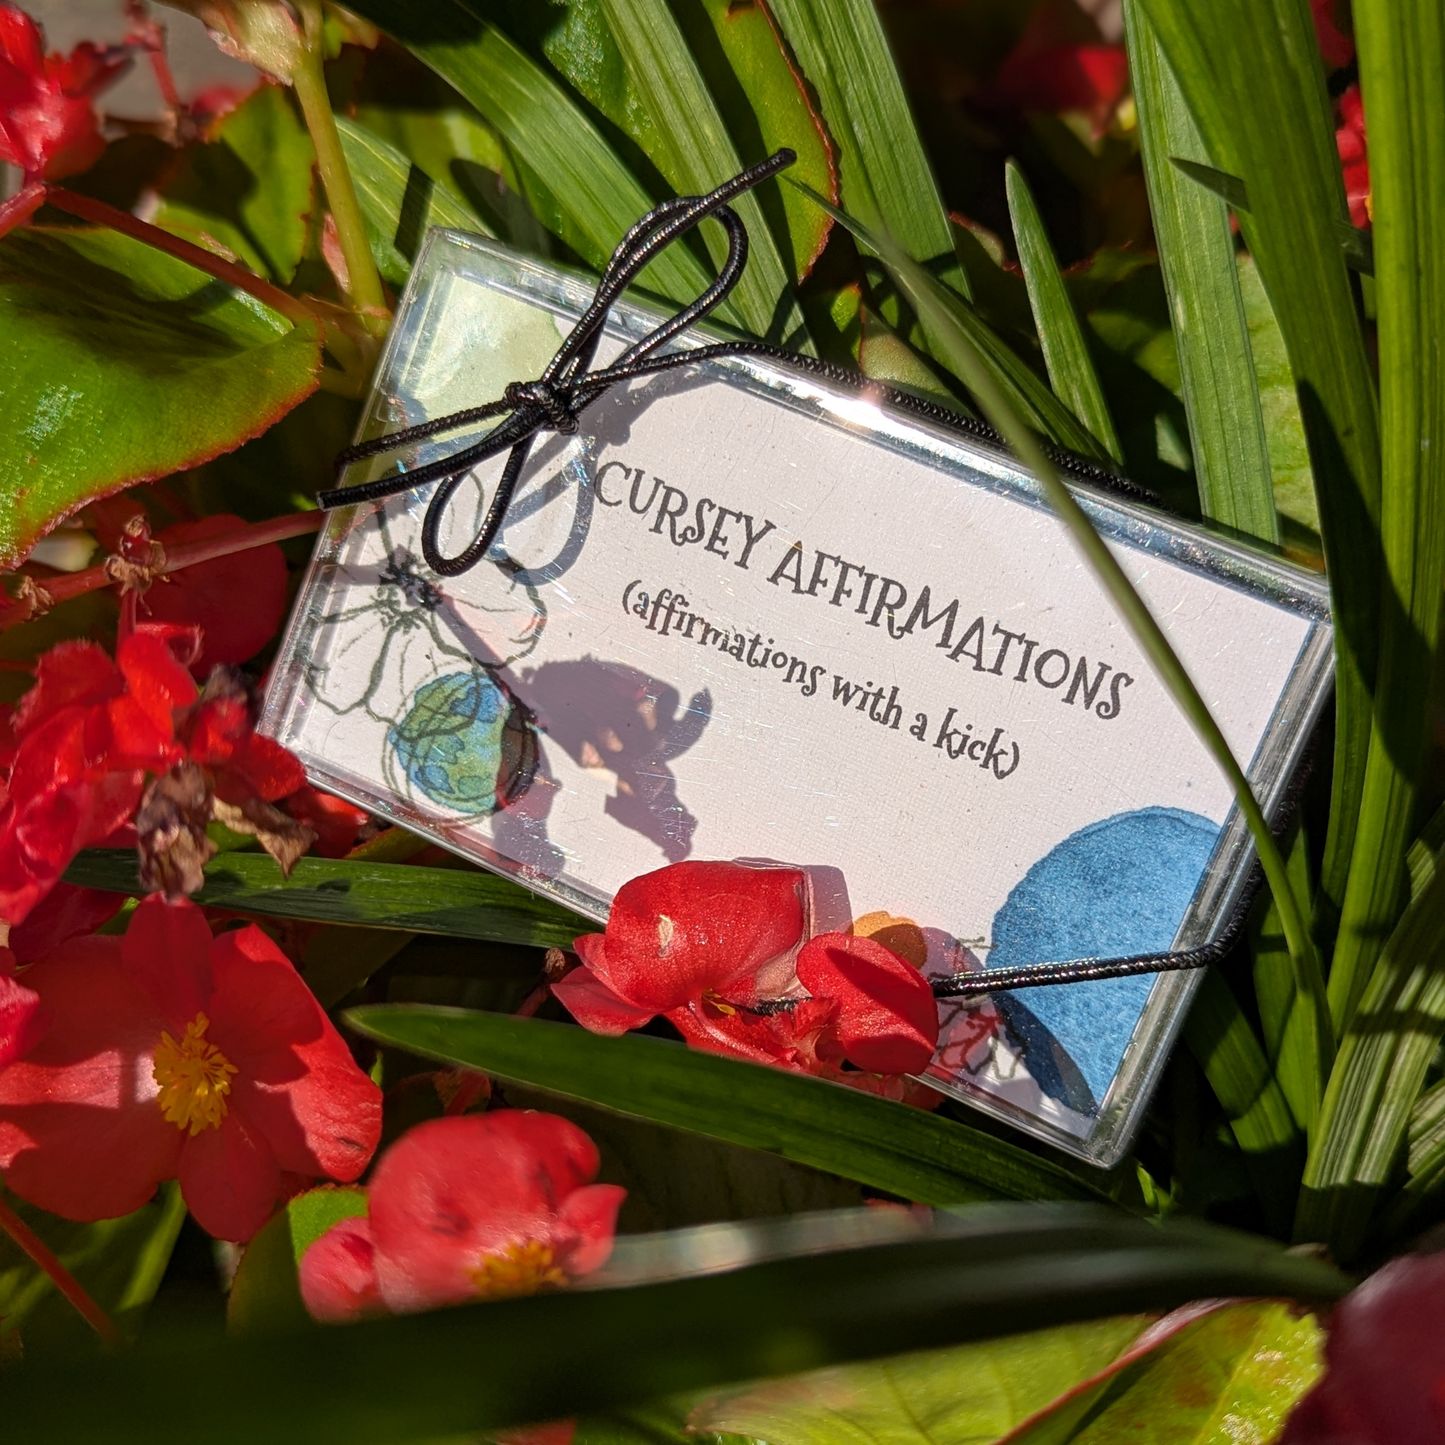 CURSEY AFFIRMATIONS
(affirmations with a kick)